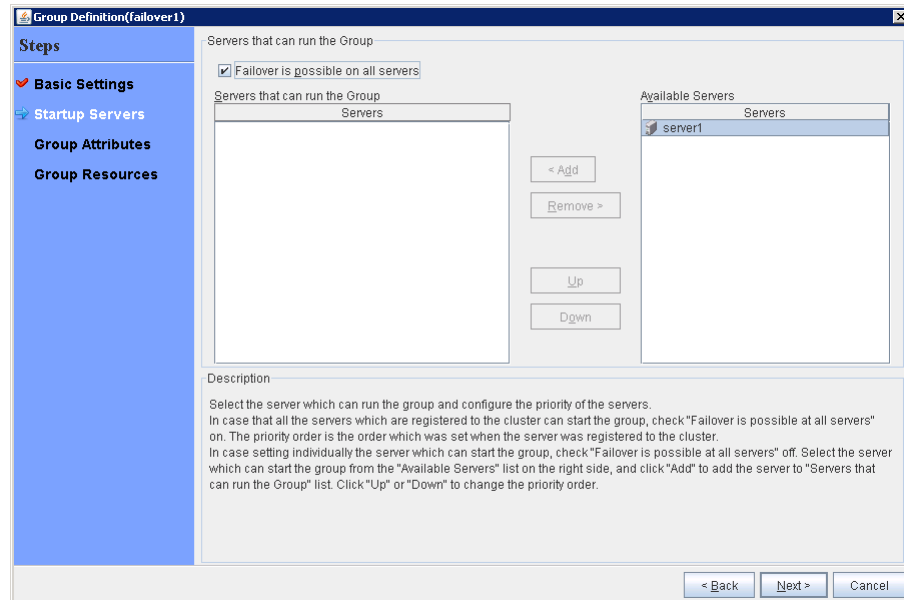 Group Definition(failover1)
Steps
Basic Settings
Startup Servers
Group Attributes
Group Resources
Servers that can run the Group
Failover is possible on all servers
Servers that can run the Group
Servers
Available Servers
Servers
server1
< Add
Remove >
Up
Down
Description
Select the server which can run the group and configure the priority of the servers.
In case that all the servers which are registered to the cluster can start the group, check "Failover is possible at all servers"
on. The priority order is the order which was set when the server was registered to the cluster.
In case setting individually the server which can start the group, check "Failover is possible at all servers" off. Select the server
which can start the group from the "Available Servers" list on the right side, and click "Add" to add the server to "Servers that
can run the Group" list. Click "Up" or "Down" to change the priority order.
< Back
Next >
Cancel